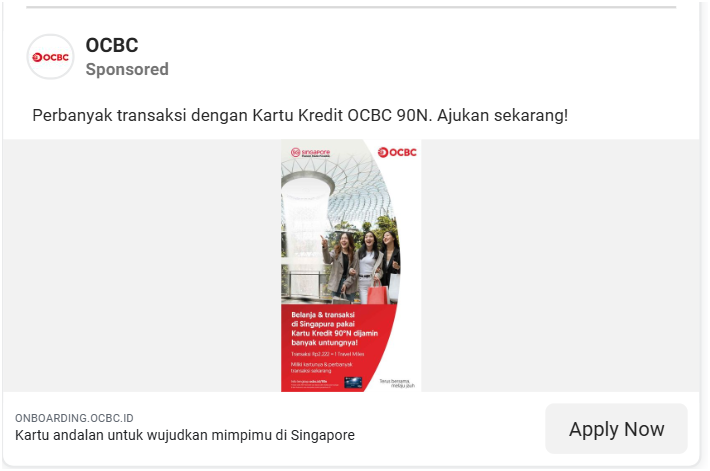 OCBC
OCBC
Sponsored
Perbanyak transaksi dengan Kartu Kredit OCBC 90N. Ajukan sekarang!
SINGAPORE
OCBC
Belanja & transaksi
di Singapura pakai
Kartu Kredit 90°N dijamin
banyak untungnya!
Transaksi Rp2.222 = 1 Travel Miles
Miliki kartunya & perbanyak
transaksi sekarang.
Terus bersama,
melaju jauh
ONBOARDING.OCBC.ID
Kartu andalan untuk wujudkan mimpimu di Singapore
Apply Now